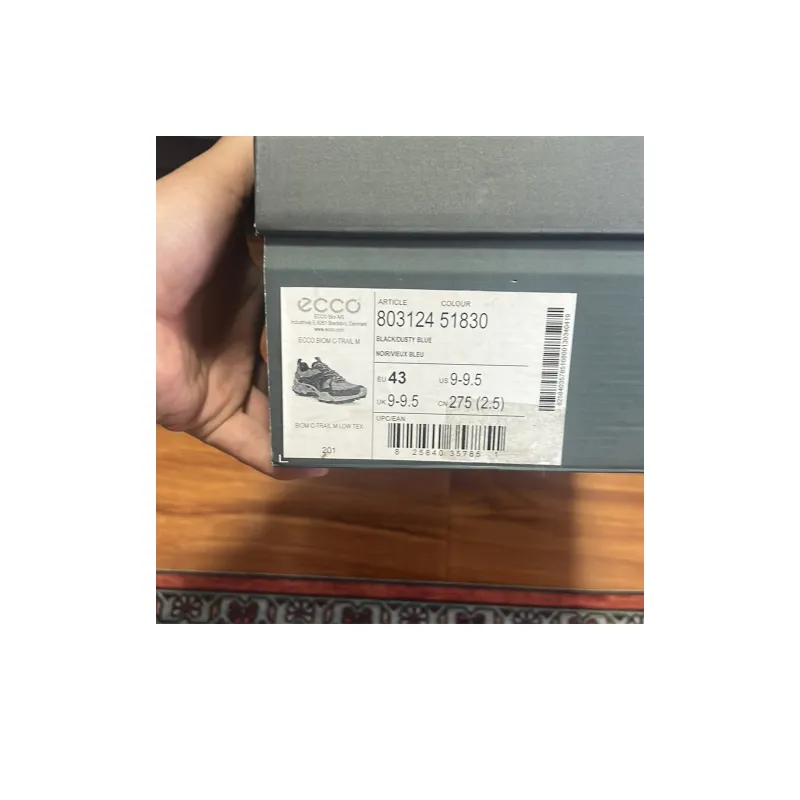 ecco
ECCO Sko A/S
Industrivej 5, 6261 Bredebro, Denmark
www.ecco.com
ECCO BIOM C-TRAIL M
BIOM C-TRAIL M LOW TEX
201
ARTICLE COLOUR
803124 51830
BLACK/DUSTY BLUE
NOIR/VIEUX BLEU
EU 43 US 9-9.5
UK 9-9.5 CN 275 (2.5)
UPC/EAN
8 25840 35785 1